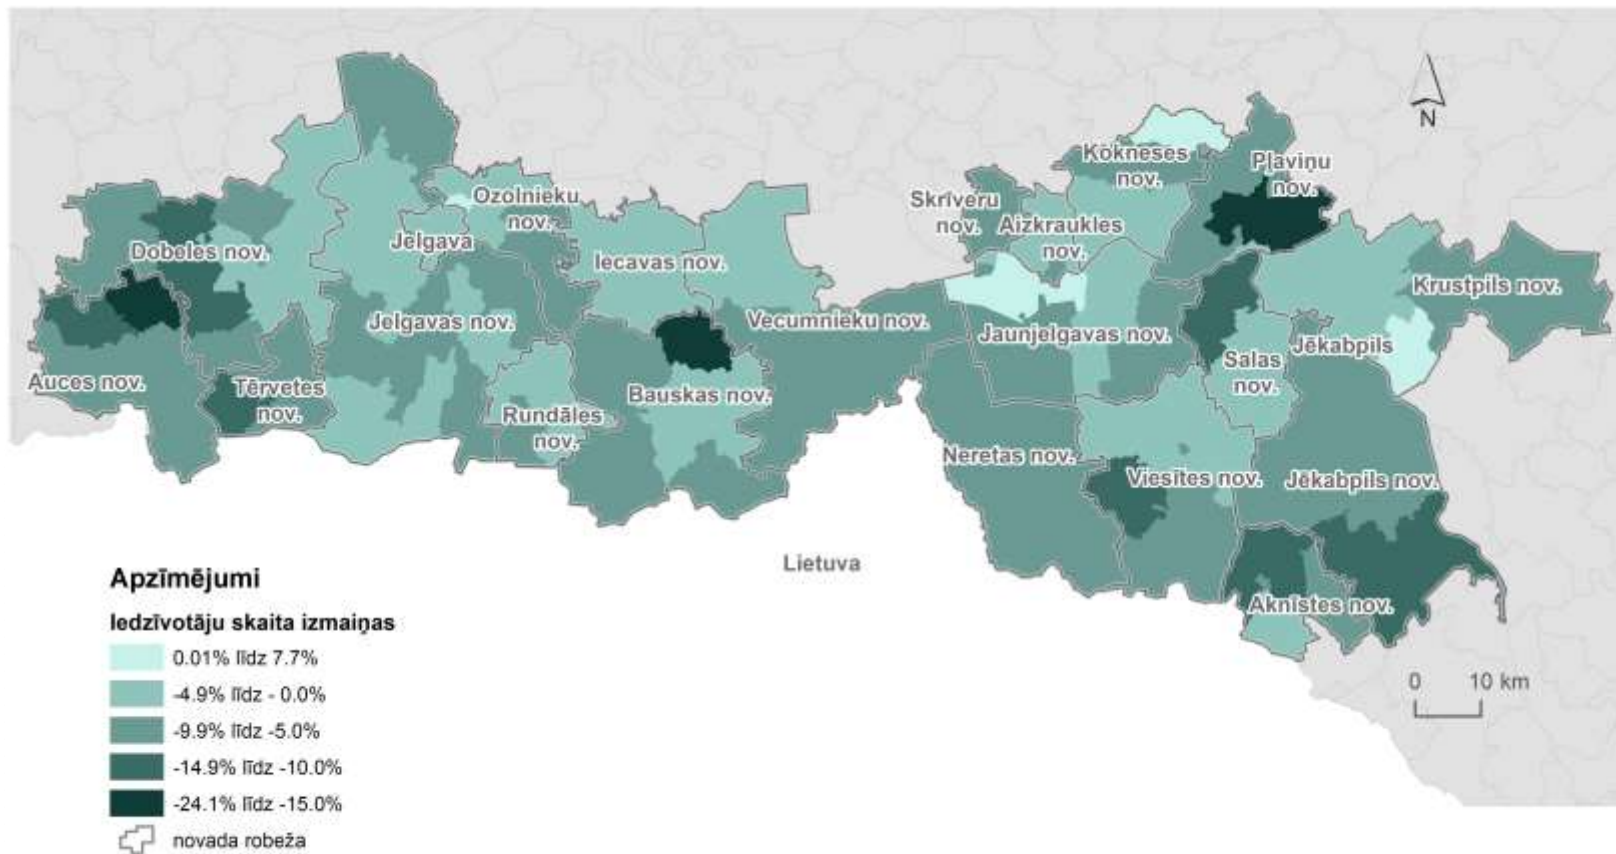 N
Kokneses
nov.
Pļaviņu
nov.
Skrīveru
nov.
Aizkraukles
nov.
Ozolnieku
nov.
Jelgava
Dobeles nov.
Iecavas nov.
Krustpils nov.
Jelgavas nov.
Vecumnieku nov.
Jaunjelgavas nov.
Jēkabpils
Salas
nov.
Auces nov.
Tērvetes
nov.
Rundāles
nov.
Bauskas nov.
Neretas nov.
Viesītes nov.
Jēkabpils nov.
Aknīstes nov.
Lietuva
0 10 km
Apzīmējumi
Iedzīvotāju skaita izmaiņas
0.01% līdz 7.7%
-4.9% līdz - 0.0%
-9.9% līdz -5.0%
-14.9% līdz -10.0%
-24.1% līdz -15.0%
novada robeža